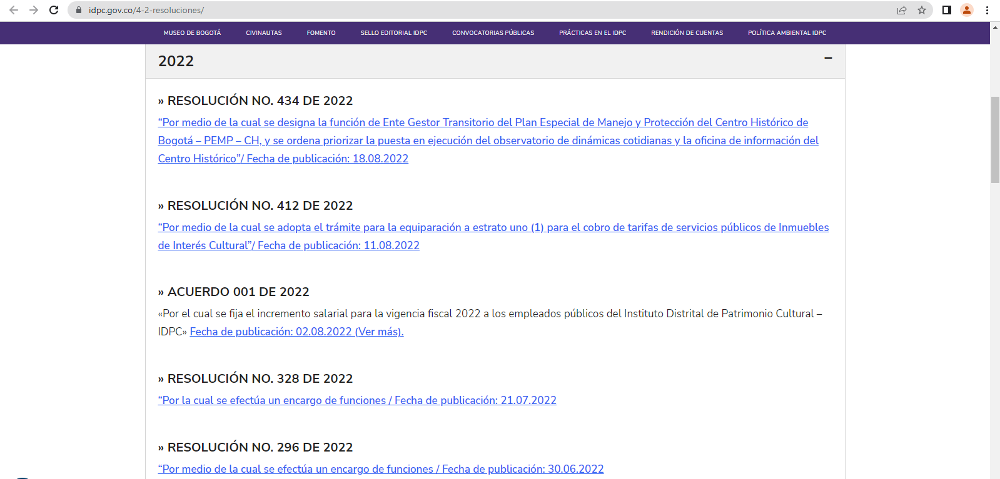 idpc.gov.co/4-2-resoluciones/
MUSEO DE BOGOTÁ CIVINAUTAS FOMENTO SELLO EDITORIAL IDPC CONVOCATORIAS PÚBLICAS PRÁCTICAS EN EL IDPC RENDICIÓN DE CUENTAS POLÍTICA AMBIENTAL IDPC
2022 –
» RESOLUCIÓN NO. 434 DE 2022
“Por medio de la cual se designa la función de Ente Gestor Transitorio del Plan Especial de Manejo y Protección del Centro Histórico de
Bogotá – PEMP – CH, y se ordena priorizar la puesta en ejecución del observatorio de dinámicas cotidianas y la oficina de información del
Centro Histórico”/ Fecha de publicación: 18.08.2022
» RESOLUCIÓN NO. 412 DE 2022
“Por medio de la cual se adopta el trámite para la equiparación a estrato uno (1) para el cobro de tarifas de servicios públicos de Inmuebles
de Interés Cultural”/ Fecha de publicación: 11.08.2022
» ACUERDO 001 DE 2022
«Por el cual se fija el incremento salarial para la vigencia fiscal 2022 a los empleados públicos del Instituto Distrital de Patrimonio Cultural –
IDPC» Fecha de publicación: 02.08.2022 (Ver más).
» RESOLUCIÓN NO. 328 DE 2022
“Por la cual se efectúa un encargo de funciones / Fecha de publicación: 21.07.2022
» RESOLUCIÓN NO. 296 DE 2022
“Por medio de la cual se efectúa un encargo de funciones / Fecha de publicación: 30.06.2022